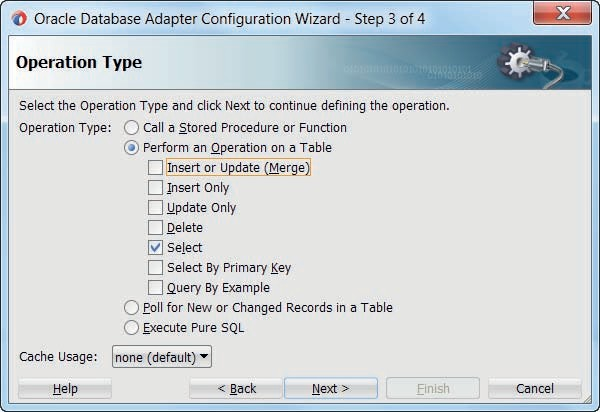 Oracle Database Adapter Configuration Wizard - Step 3 of 4
Operation Type
Select the Operation Type and click Next to continue defining the operation.
Operation Type: Call a Stored Procedure or Function
Perform an Operation on a Table
Insert or Update (Merge)
Insert Only
Update Only
Delete
Select
Select By Primary Key
Query By Example
Poll for New or Changed Records in a Table
Execute Pure SQL
Cache Usage: none (default)
Help < Back Next > Finish Cancel